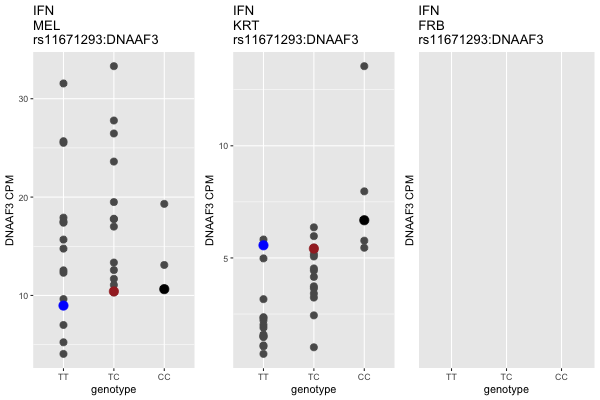 IFN
MEL
rs11671293:DNAAF3
DNAAF3 CPM
30
20
10
TT TC CC
genotype
IFN
KRT
rs11671293:DNAAF3
DNAAF3 CPM
10
5
TT TC CC
genotype
IFN
FRB
rs11671293:DNAAF3
DNAAF3 CPM
TT TC CC
genotype